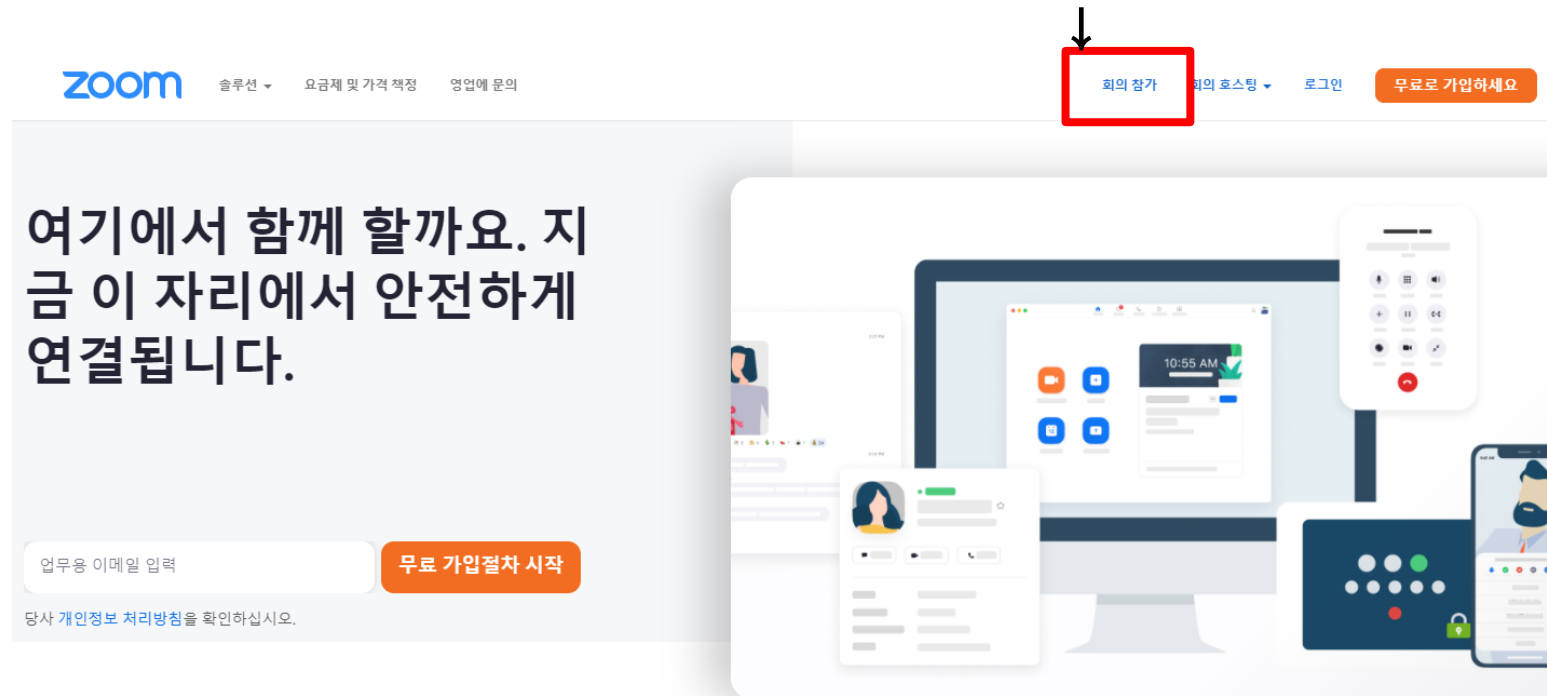 zoom 솔루션 요금제 및 가격 책정 영업에 문의 회의 참가 회의 호스팅 로그인 무료로 가입하세요
여기에서 함께 할까요. 지
금 이 자리에서 안전하게
연결됩니다.
10:55 AM
업무용 이메일 입력 무료 가입절차 시작
당사 개인정보 처리방침을 확인하십시오.